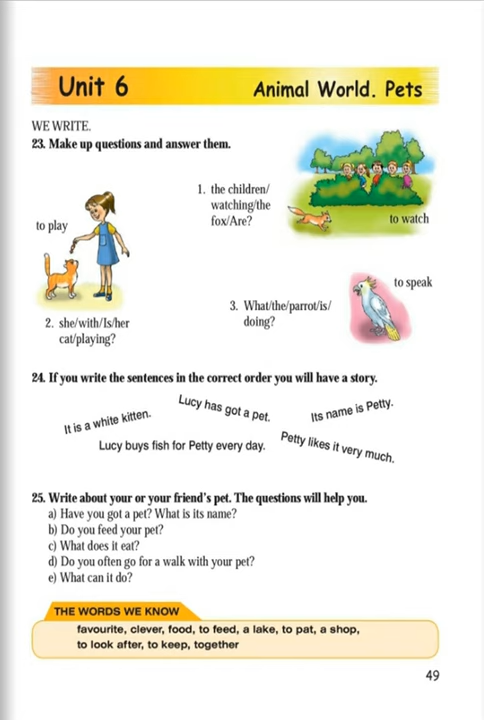 Unit 6 Animal World. Pets
WE WRITE.
23. Make up questions and answer them.
to play
1. the children/
watching/the
fox/Are?
to watch
2. she/with/Is/her
cat/playing?
3. What/the/parrot/is/
doing?
to speak
24. If you write the sentences in the correct order you will have a story.
It is a white kitten.
Lucy has got a pet.
Its name is Petty.
Lucy buys fish for Petty every day.
Petty likes it very much.
25. Write about your or your friend's pet. The questions will help you.
a) Have you got a pet? What is its name?
b) Do you feed your pet?
c) What does it eat?
d) Do you often go for a walk with your pet?
e) What can it do?
THE WORDS WE KNOW
favourite, clever, food, to feed, a lake, to pat, a shop,
to look after, to keep, together
49